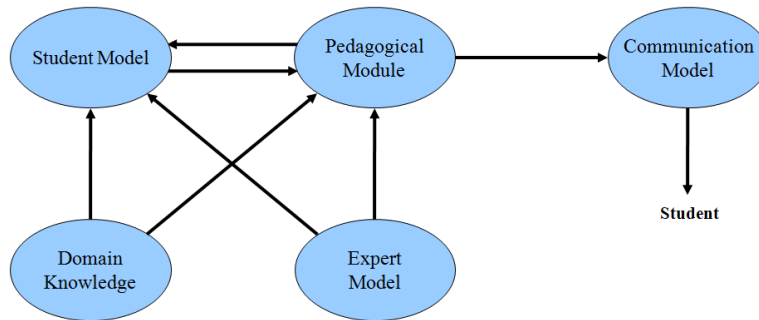 Student Model
Pedagogical
Module
Communication
Model
Student
Domain
Knowledge
Expert
Model